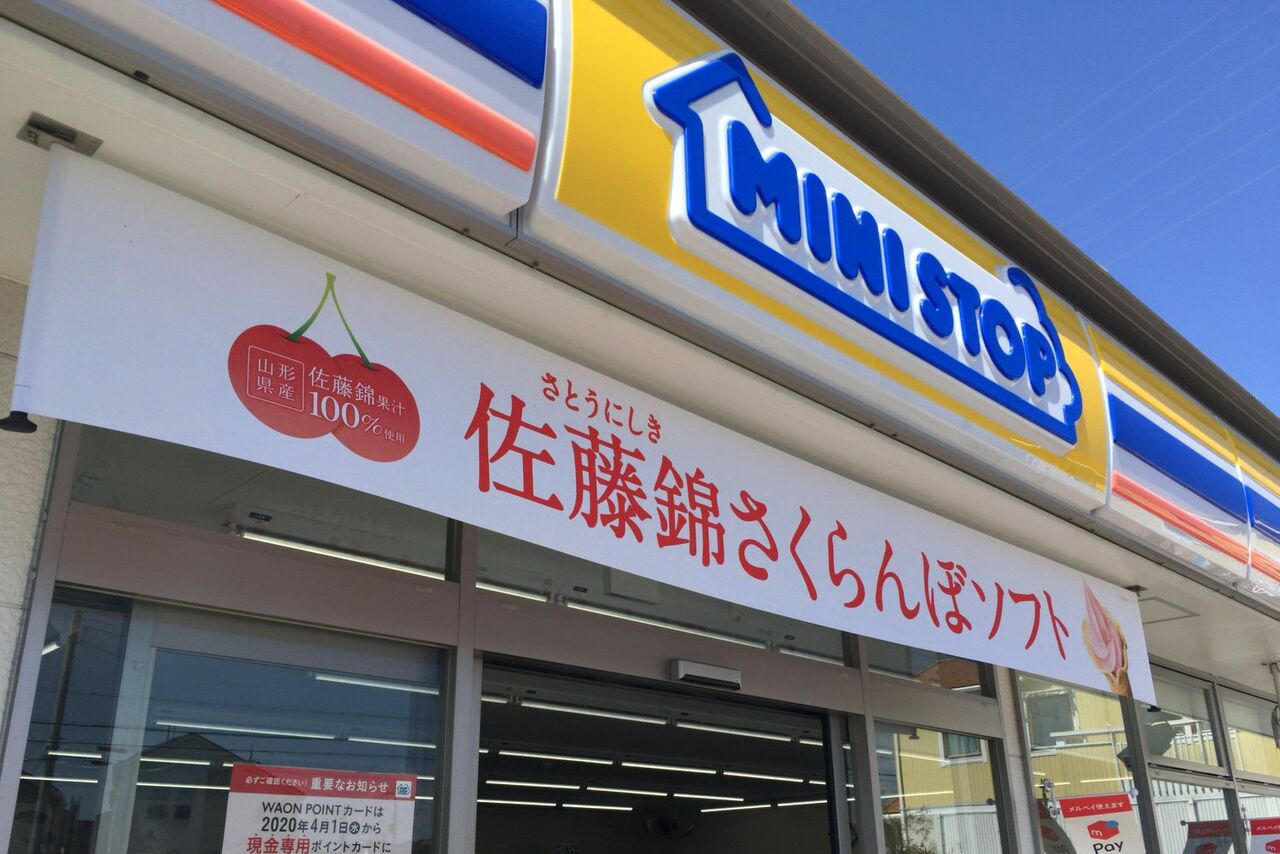 MINI STOP
山形
県産
佐藤錦果汁
100%使用
さとうにしき
佐藤錦さくらんぼソフト
必ずご確認ください! 重要なお知らせ
WAON POINTカードは
2020年4月1日㊌から
現金専用ポイントカードに
メルペイ使えます
Pay